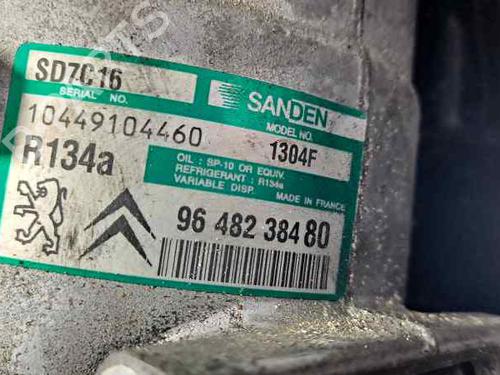 SD7C16
SERIAL NO.
SANDEN
10449104460
MODEL NO.
1304F
R134a
OIL : SP-10 OR EQUIV.
REFRIGERANT : R134a
VARIABLE DISP.
MADE IN FRANCE
96 482 384 80